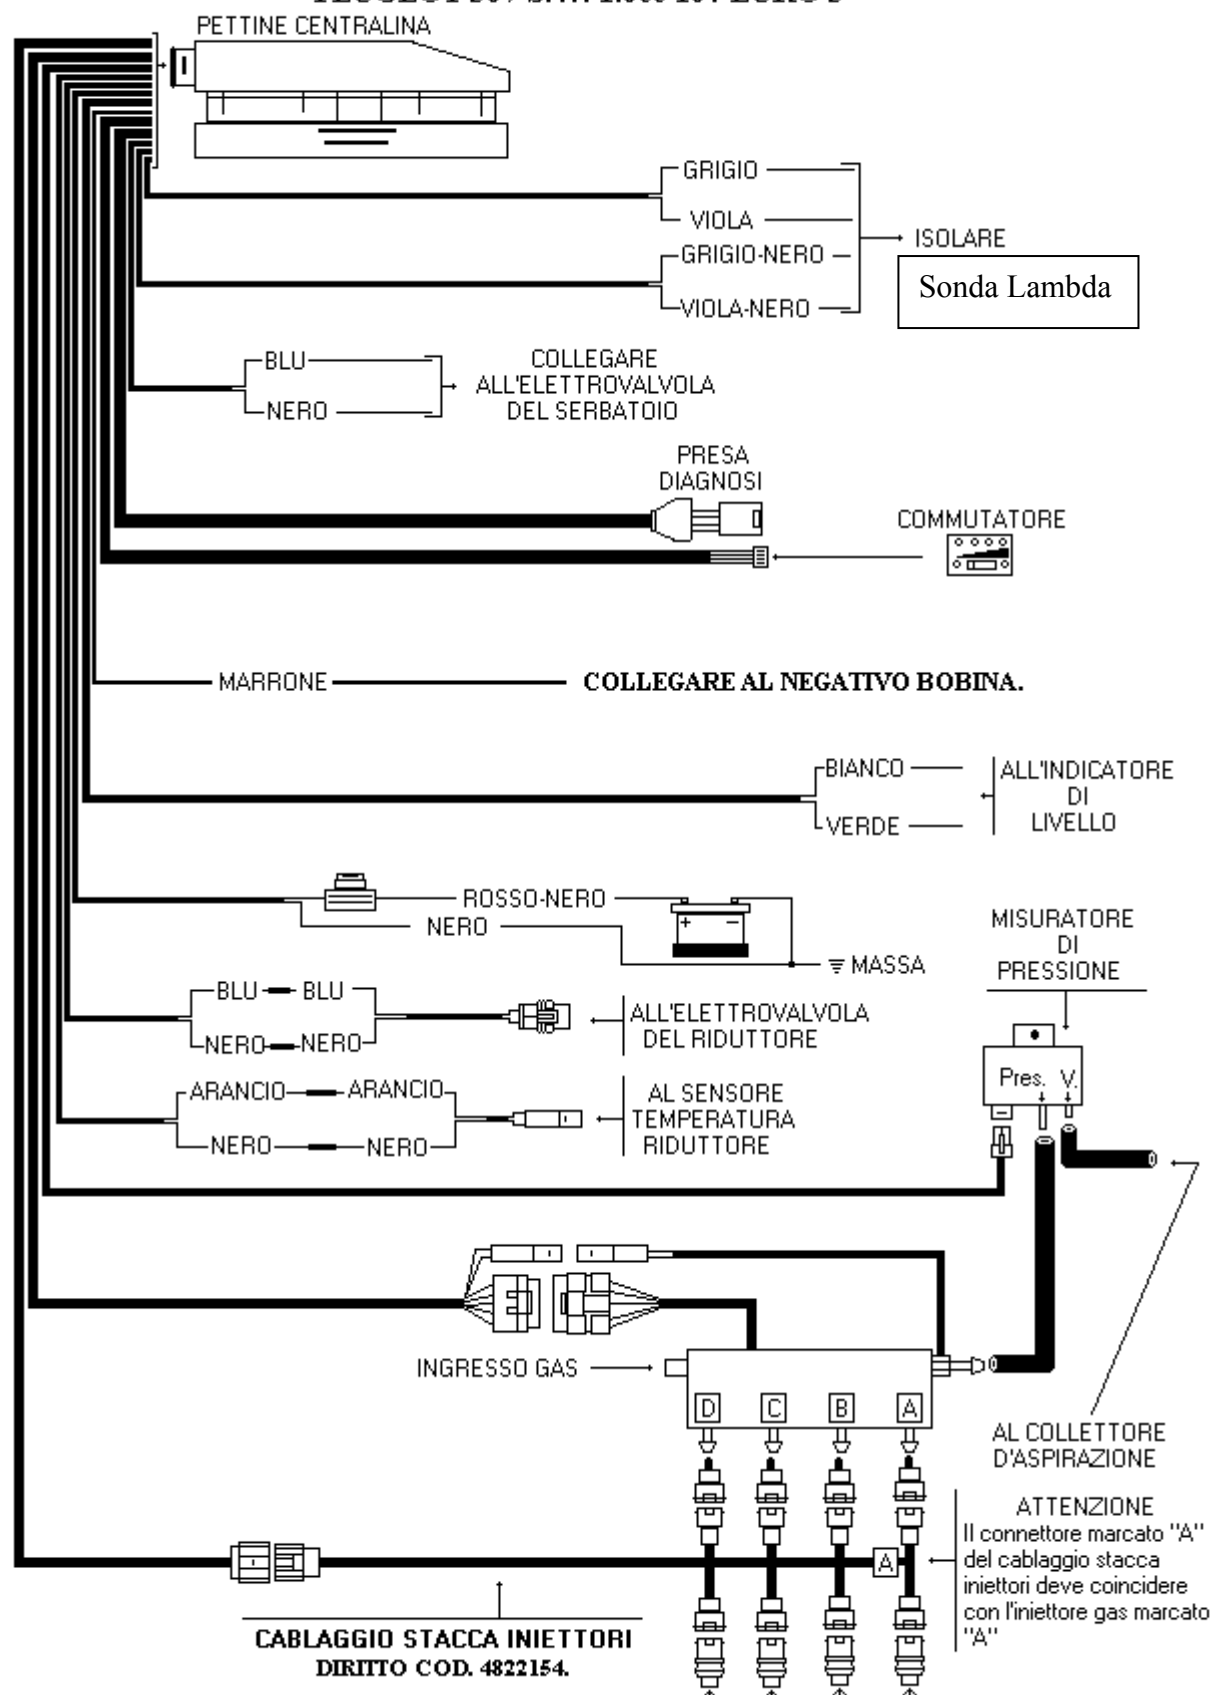 PETTINE CENTRALINA
GRIGIO
VIOLA
ISOLARE
GRIGIO-NERO
Sonda Lambda
VIOLA-NERO
BLU
NERO
COLLEGARE
ALL'ELETTROVALVOLA
DEL SERBATOIO
PRESA
DIAGNOSI
COMMUTATORE
MARRONE
COLLEGARE AL NEGATIVO BOBINA.
BIANCO
VERDE
ALL'INDICATORE
DI
LIVELLO
ROSSO-NERO
NERO
+ −
MASSA
MISURATORE
DI
PRESSIONE
BLU BLU
NERO NERO
ALL'ELETTROVALVOLA
DEL RIDUTTORE
Pres. V.
ARANCIO ARANCIO
NERO NERO
AL SENSORE
TEMPERATURA
RIDUTTORE
INGRESSO GAS
D C B A
AL COLLETTORE
D'ASPIRAZIONE
A
ATTENZIONE
Il connettore marcato "A"
del cablaggio stacca
iniettori deve coincidere
con l'iniettore gas marcato
"A"
CABLAGGIO STACCA INIETTORI
DIRITTO COD. 4822154.